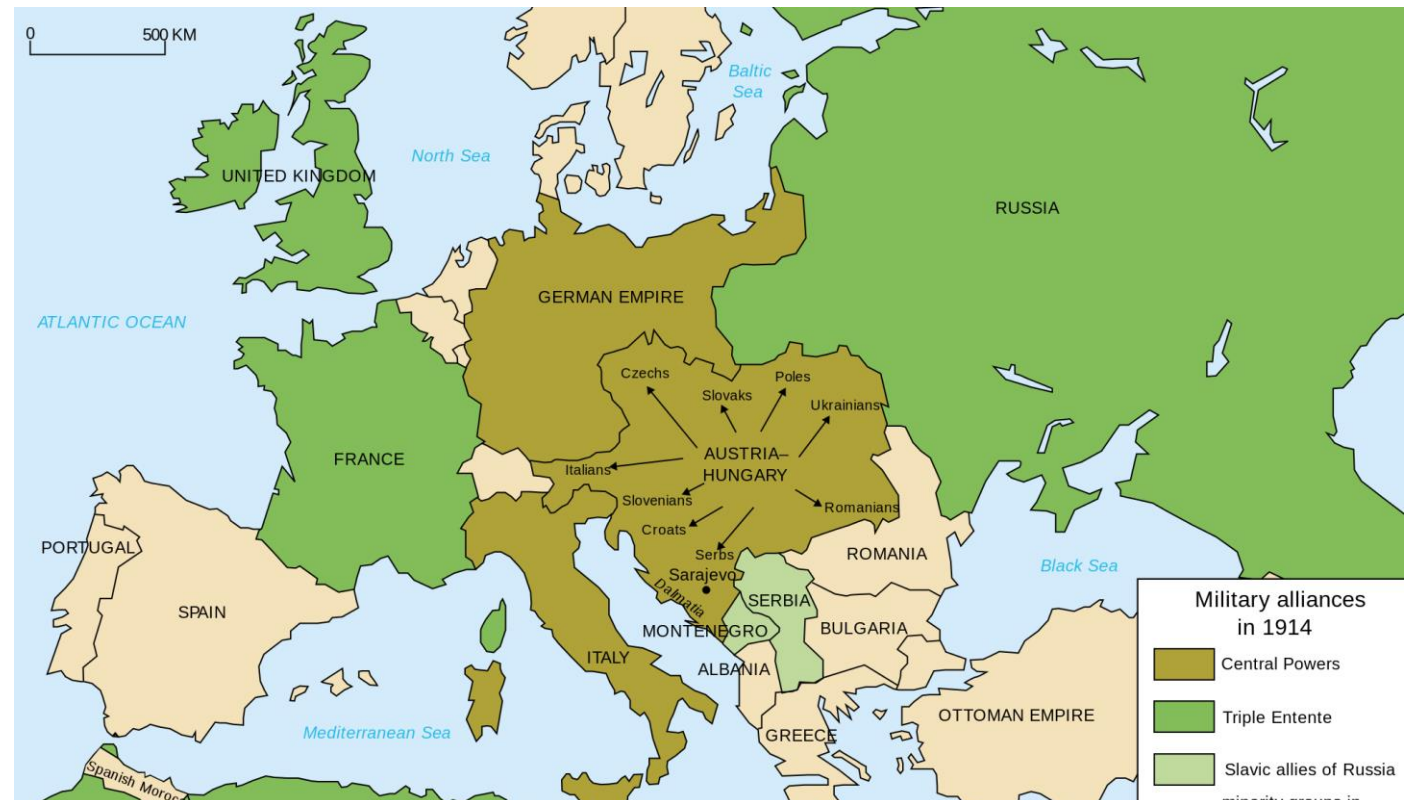 0 500 KM
Baltic
Sea
North Sea
UNITED KINGDOM
RUSSIA
GERMAN EMPIRE
ATLANTIC OCEAN
Czechs
Poles
Slovaks
Ukrainians
FRANCE
AUSTRIA–
HUNGARY
Italians
Slovenians
Romanians
Croats
PORTUGAL
Serbs
ROMANIA
Black Sea
Sarajevo
Dalmatia
SERBIA
SPAIN
MONTENEGRO
BULGARIA
ITALY
ALBANIA
OTTOMAN EMPIRE
Mediterranean Sea
GREECE
Spanish Moroc
Military alliances
in 1914
Central Powers
Triple Entente
Slavic allies of Russia
minority groups in